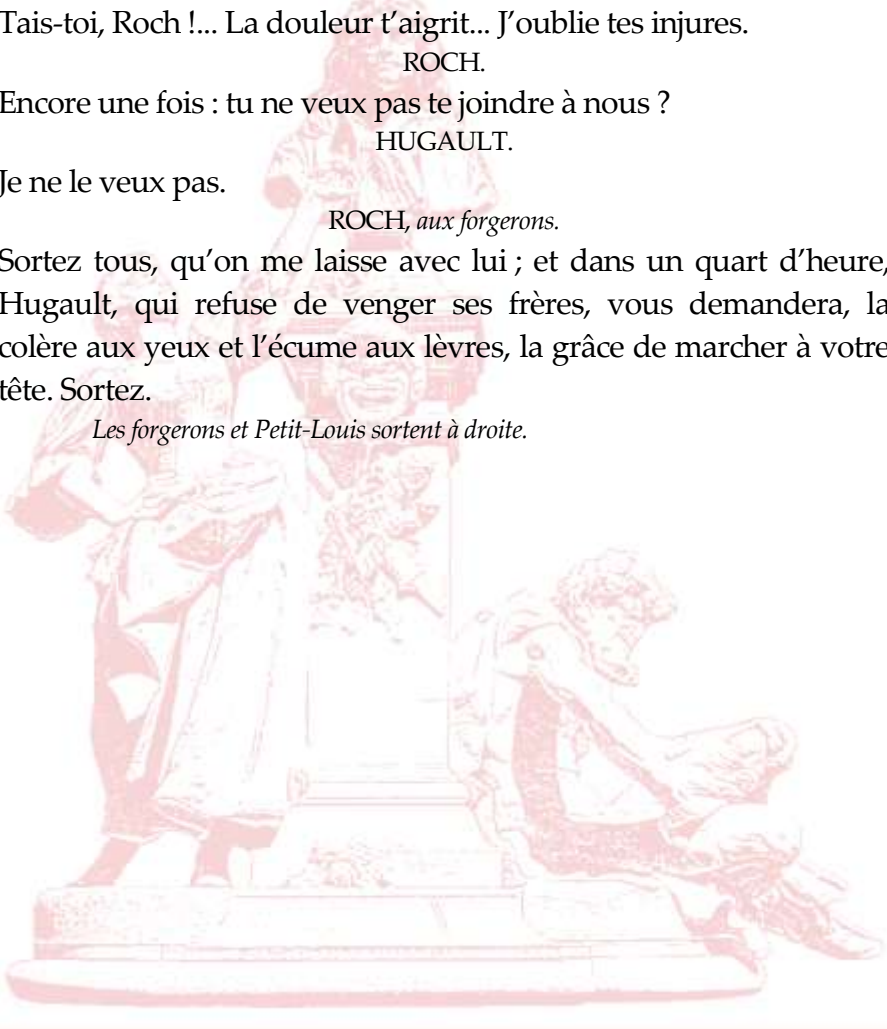 Tais-toi, Roch !... La douleur t’aigrit... J’oublie tes injures.
ROCH.
Encore une fois : tu ne veux pas te joindre à nous ?
HUGAULT.
Je ne le veux pas.
ROCH, aux forgerons.
Sortez tous, qu’on me laisse avec lui ; et dans un quart d’heure,
Hugault, qui refuse de venger ses frères, vous demandera, la
colère aux yeux et l’écume aux lèvres, la grâce de marcher à votre
tête. Sortez.
Les forgerons et Petit-Louis sortent à droite.